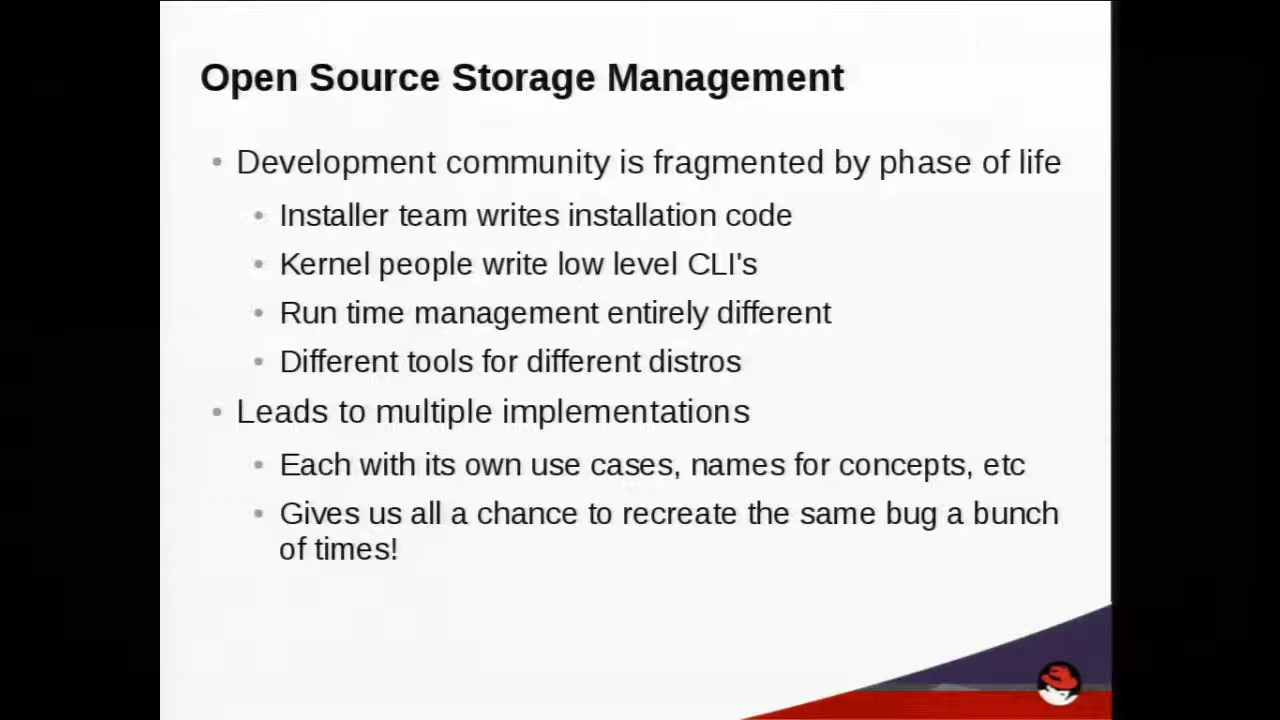 Open Source Storage Management
• Development community is fragmented by phase of life
• Installer team writes installation code
• Kernel people write low level CLI's
• Run time management entirely different
• Different tools for different distros
• Leads to multiple implementations
• Each with its own use cases, names for concepts, etc
• Gives us all a chance to recreate the same bug a bunch
of times!